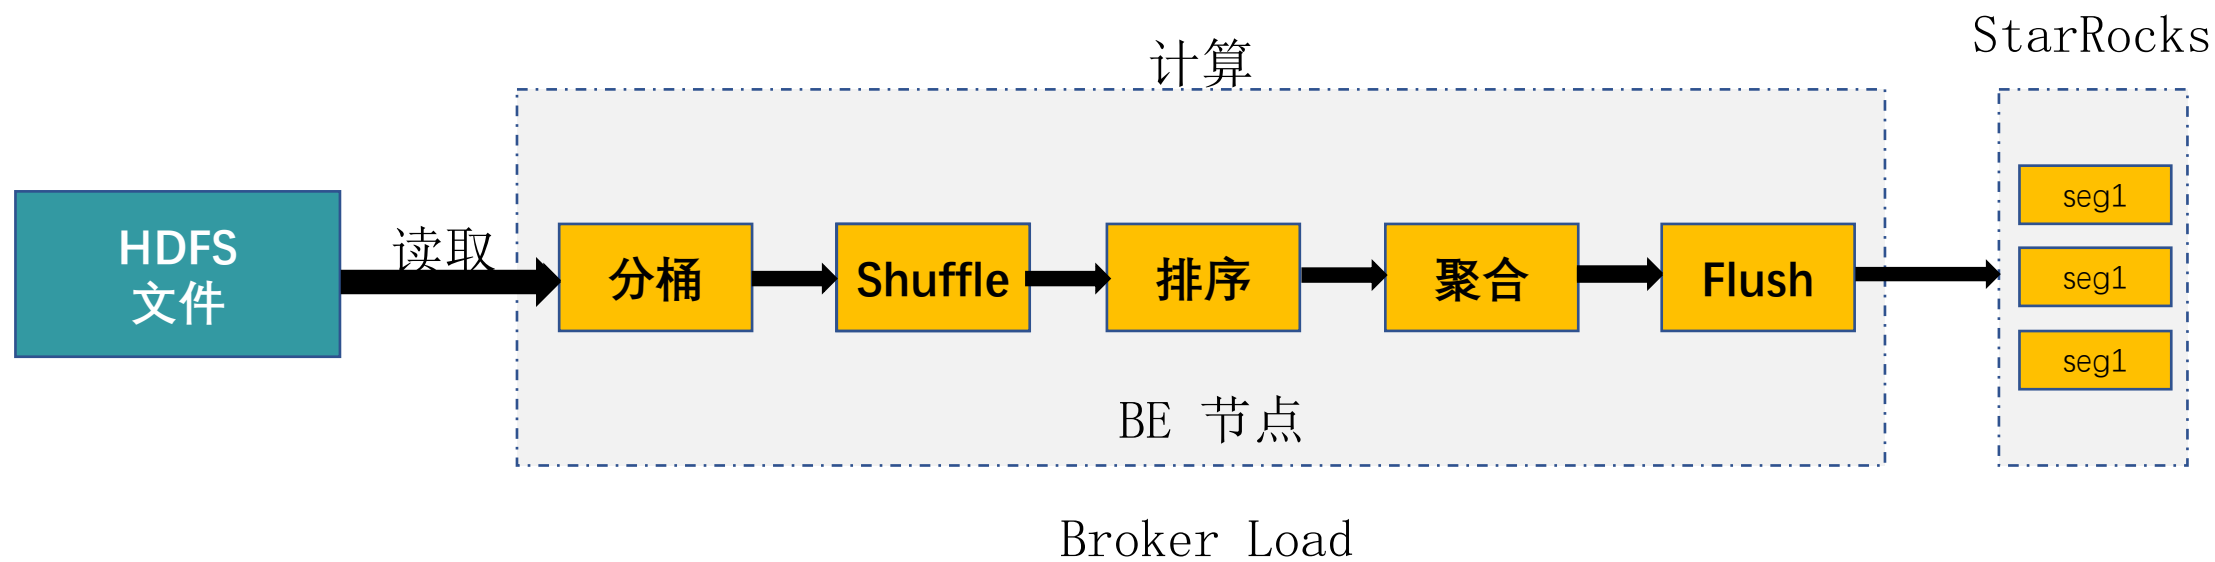 StarRocks
计算
HDFS
文件
读取
分桶
Shuffle
排序
聚合
Flush
seg1
seg1
seg1
BE 节点
Broker Load